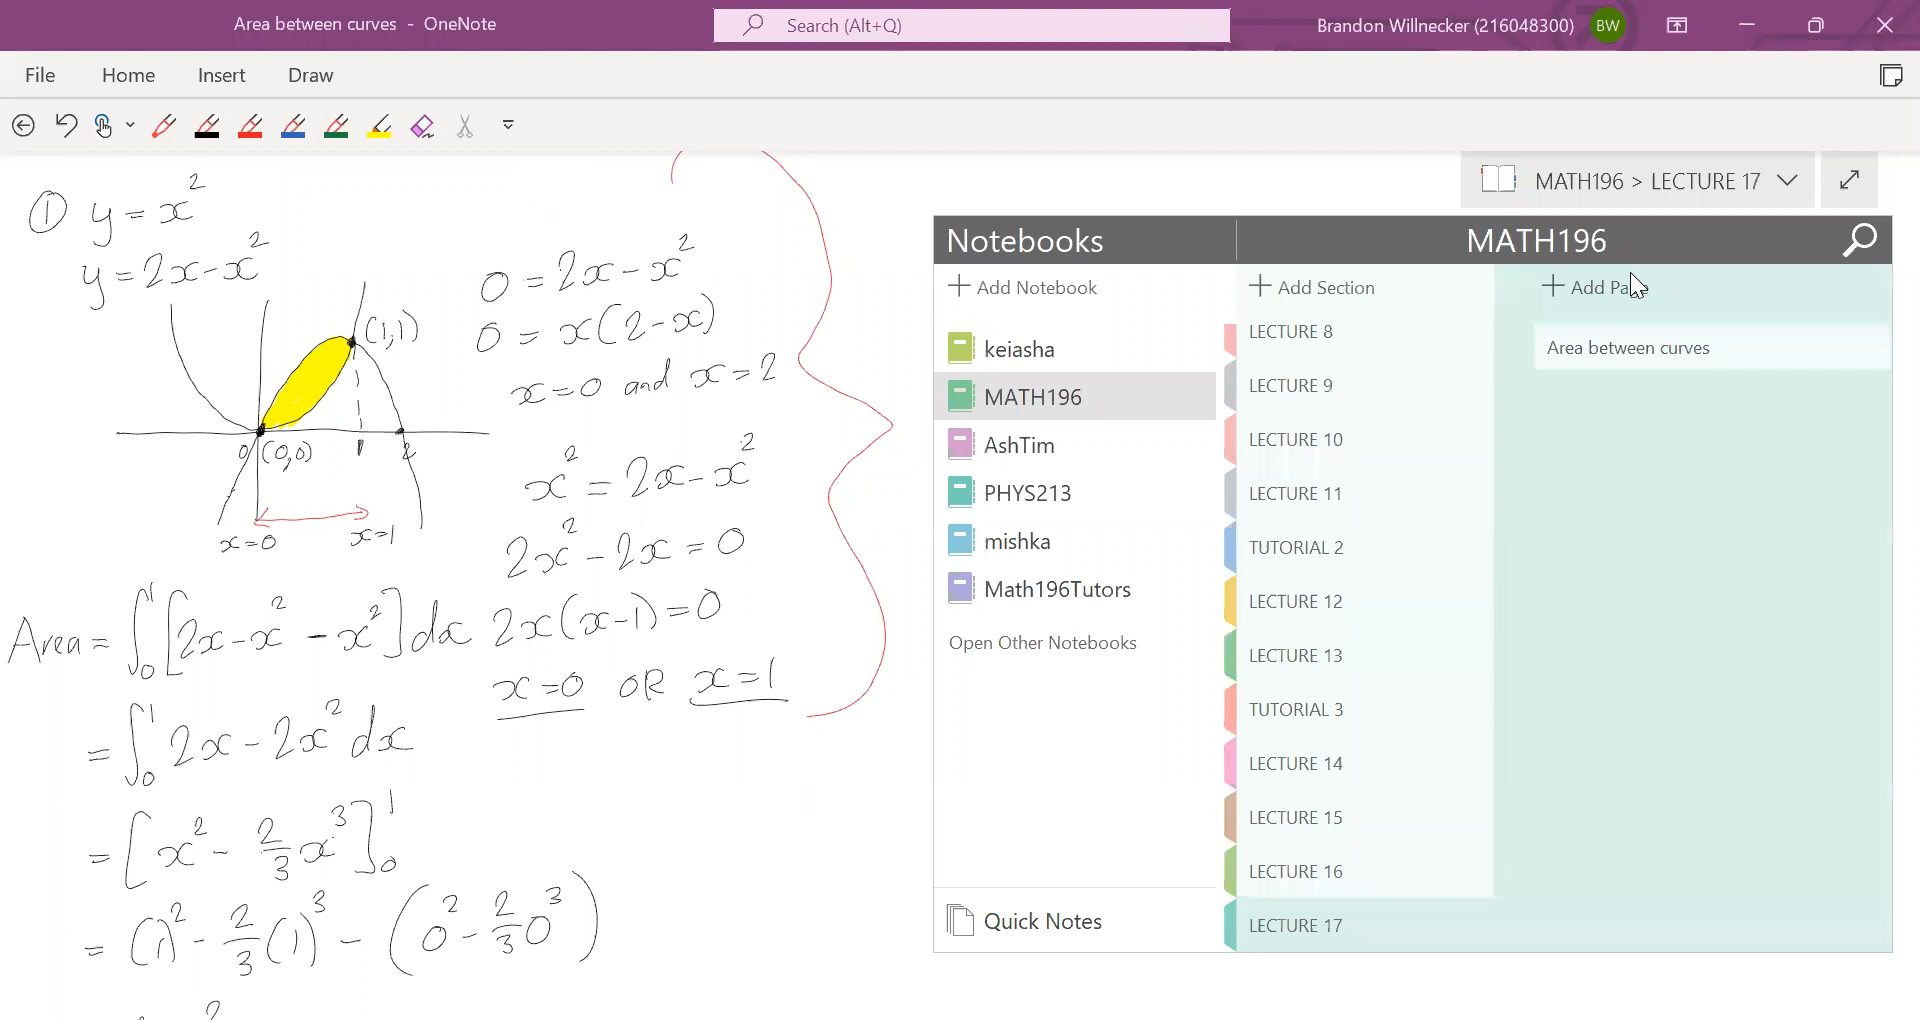 Area between curves - OneNote
Search (Alt+Q)
Brandon Willnecker (216048300)
BW
File Home Insert Draw
MATH196 > LECTURE 17
① y = x²
y = 2x - x²
(1,1)
0 (0,0) 1 2
x=0 x=1
0 = 2x - x²
0 = x(2-x)
x=0 and x=2
x² = 2x - x²
2x² - 2x = 0
2x(x-1) = 0
x=0 OR x=1
Area = ∫₀¹ [2x - x² - x²] dx
= ∫₀¹ 2x - 2x² dx
= [x² - 2/3 x³]₀¹
= (1)² - 2/3 (1)³ - (0² - 2/3 0³)
2
Notebooks
Add Notebook
keiasha
MATH196
AshTim
PHYS213
mishka
Math196Tutors
Open Other Notebooks
Quick Notes
MATH196
Add Section
LECTURE 8
LECTURE 9
LECTURE 10
LECTURE 11
TUTORIAL 2
LECTURE 12
LECTURE 13
TUTORIAL 3
LECTURE 14
LECTURE 15
LECTURE 16
LECTURE 17
Add Pa
Area between curves